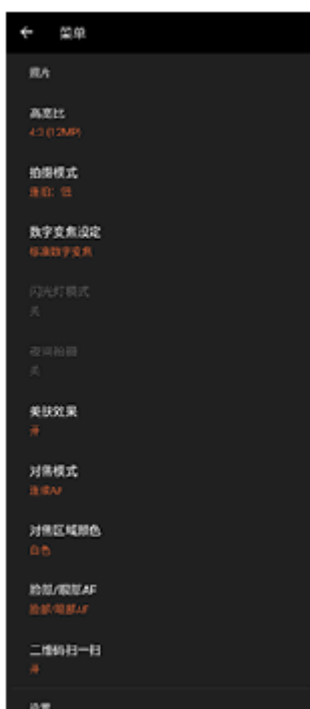 菜单
照片
高宽比
4:3 (12MP)
拍摄模式
连拍：低
数字变焦设定
标准数字变焦
闪光灯模式
关
夜间拍摄
关
美肤效果
开
对焦模式
连续AF
对焦区域颜色
白色
脸部/眼部AF
脸部/眼部AF
二维码扫一扫
开
设置